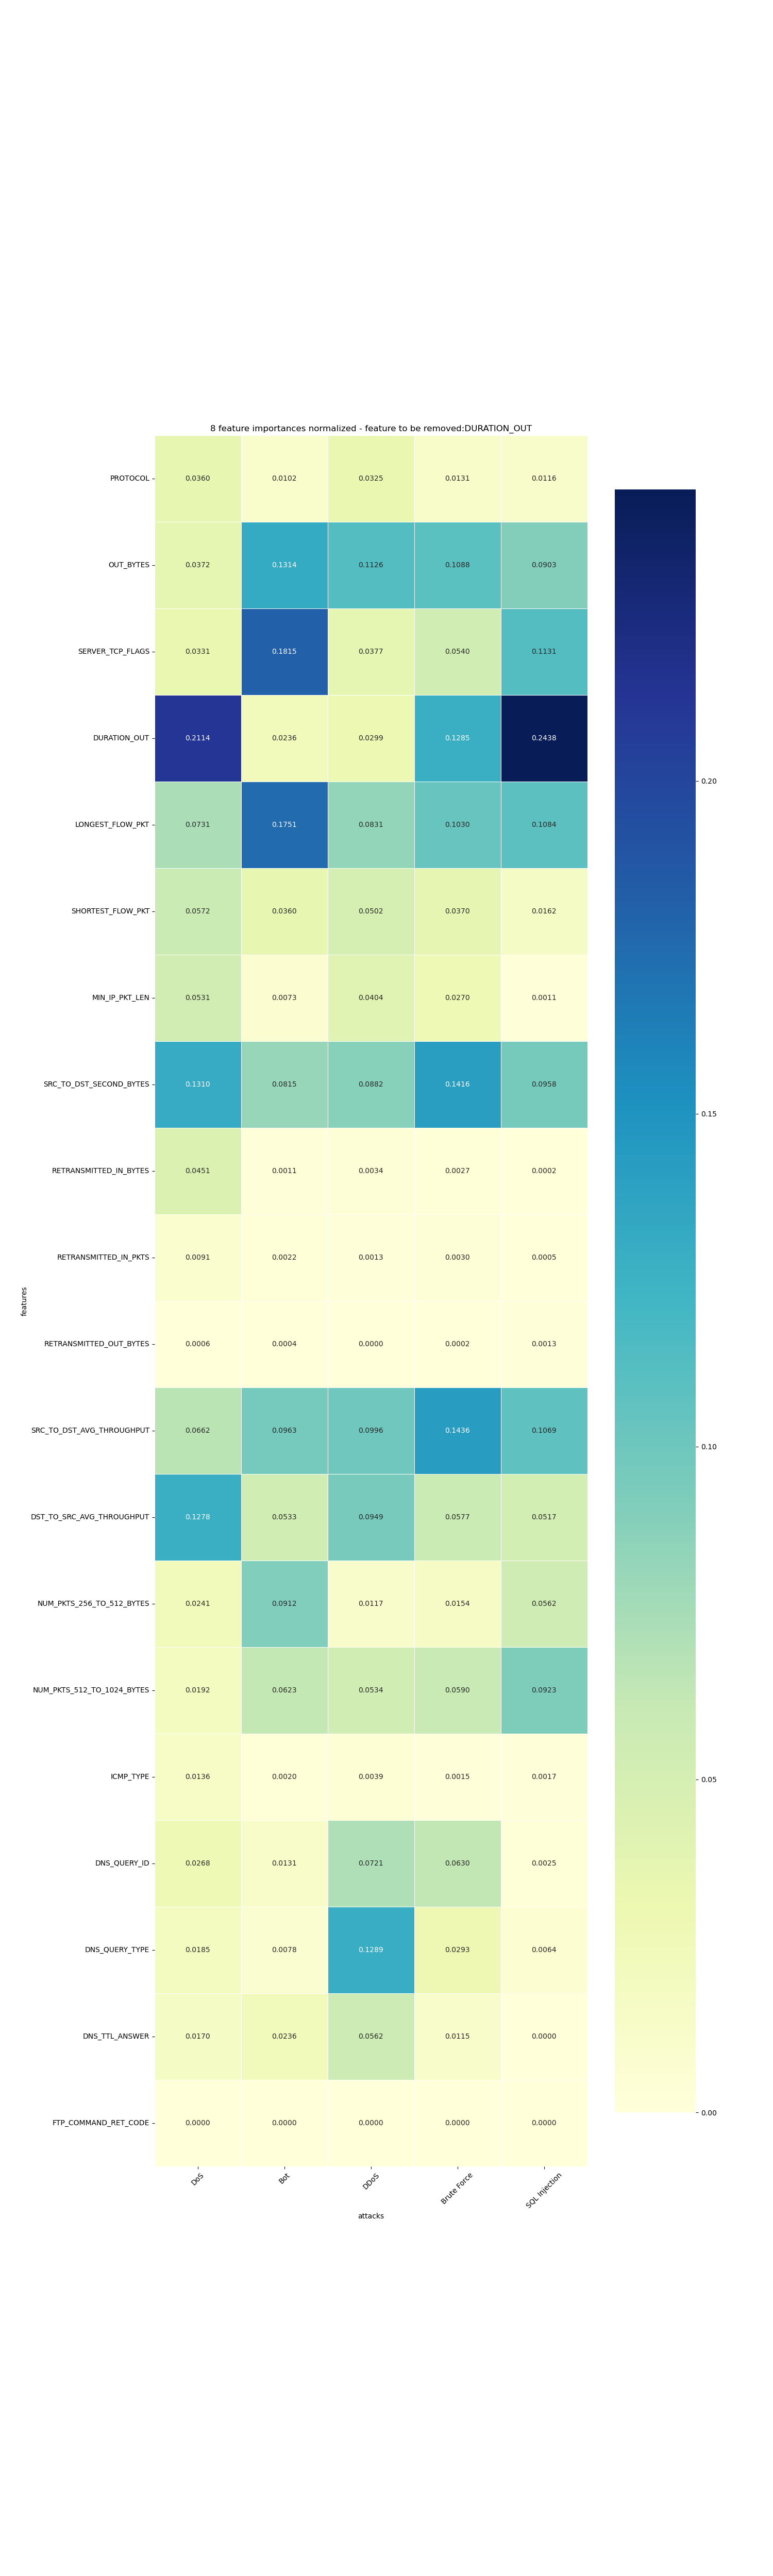 8 feature importances normalized - feature to be removed:DURATION_OUT
PROTOCOL 0.0360 0.0102 0.0325 0.0131 0.0116
OUT_BYTES 0.0372 0.1314 0.1126 0.1088 0.0903
SERVER_TCP_FLAGS 0.0331 0.1815 0.0377 0.0540 0.1131
DURATION_OUT 0.2114 0.0236 0.0299 0.1285 0.2438
0.20
LONGEST_FLOW_PKT 0.0731 0.1751 0.0831 0.1030 0.1084
SHORTEST_FLOW_PKT 0.0572 0.0360 0.0502 0.0370 0.0162
MIN_IP_PKT_LEN 0.0531 0.0073 0.0404 0.0270 0.0011
SRC_TO_DST_SECOND_BYTES 0.1310 0.0815 0.0882 0.1416 0.0958
0.15
RETRANSMITTED_IN_BYTES 0.0451 0.0011 0.0034 0.0027 0.0002
RETRANSMITTED_IN_PKTS 0.0091 0.0022 0.0013 0.0030 0.0005
features
RETRANSMITTED_OUT_BYTES 0.0006 0.0004 0.0000 0.0002 0.0013
SRC_TO_DST_AVG_THROUGHPUT 0.0662 0.0963 0.0996 0.1436 0.1069
0.10
DST_TO_SRC_AVG_THROUGHPUT 0.1278 0.0533 0.0949 0.0577 0.0517
NUM_PKTS_256_TO_512_BYTES 0.0241 0.0912 0.0117 0.0154 0.0562
NUM_PKTS_512_TO_1024_BYTES 0.0192 0.0623 0.0534 0.0590 0.0923
ICMP_TYPE 0.0136 0.0020 0.0039 0.0015 0.0017
0.05
DNS_QUERY_ID 0.0268 0.0131 0.0721 0.0630 0.0025
DNS_QUERY_TYPE 0.0185 0.0078 0.1289 0.0293 0.0064
DNS_TTL_ANSWER 0.0170 0.0236 0.0562 0.0115 0.0000
0.00
FTP_COMMAND_RET_CODE 0.0000 0.0000 0.0000 0.0000 0.0000
DoS Bot DDoS Brute Force SQL Injection
attacks